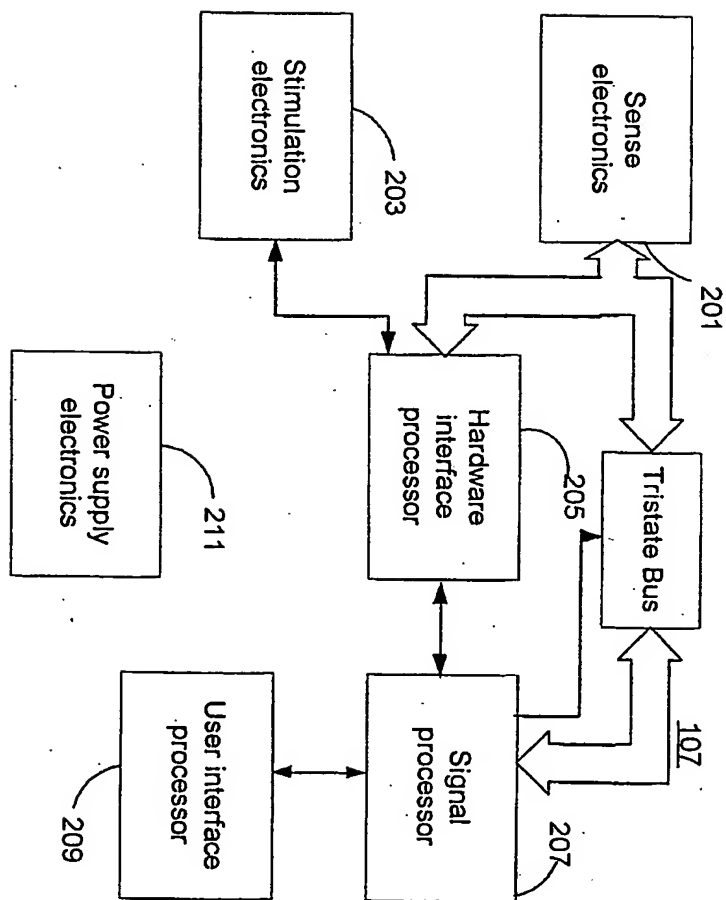 Sense
electronics
201
Tristate Bus
107
Stimulation
electronics
203
Hardware
interface
processor
205
Signal
processor
207
Power supply
electronics
211
User interface
processor
209